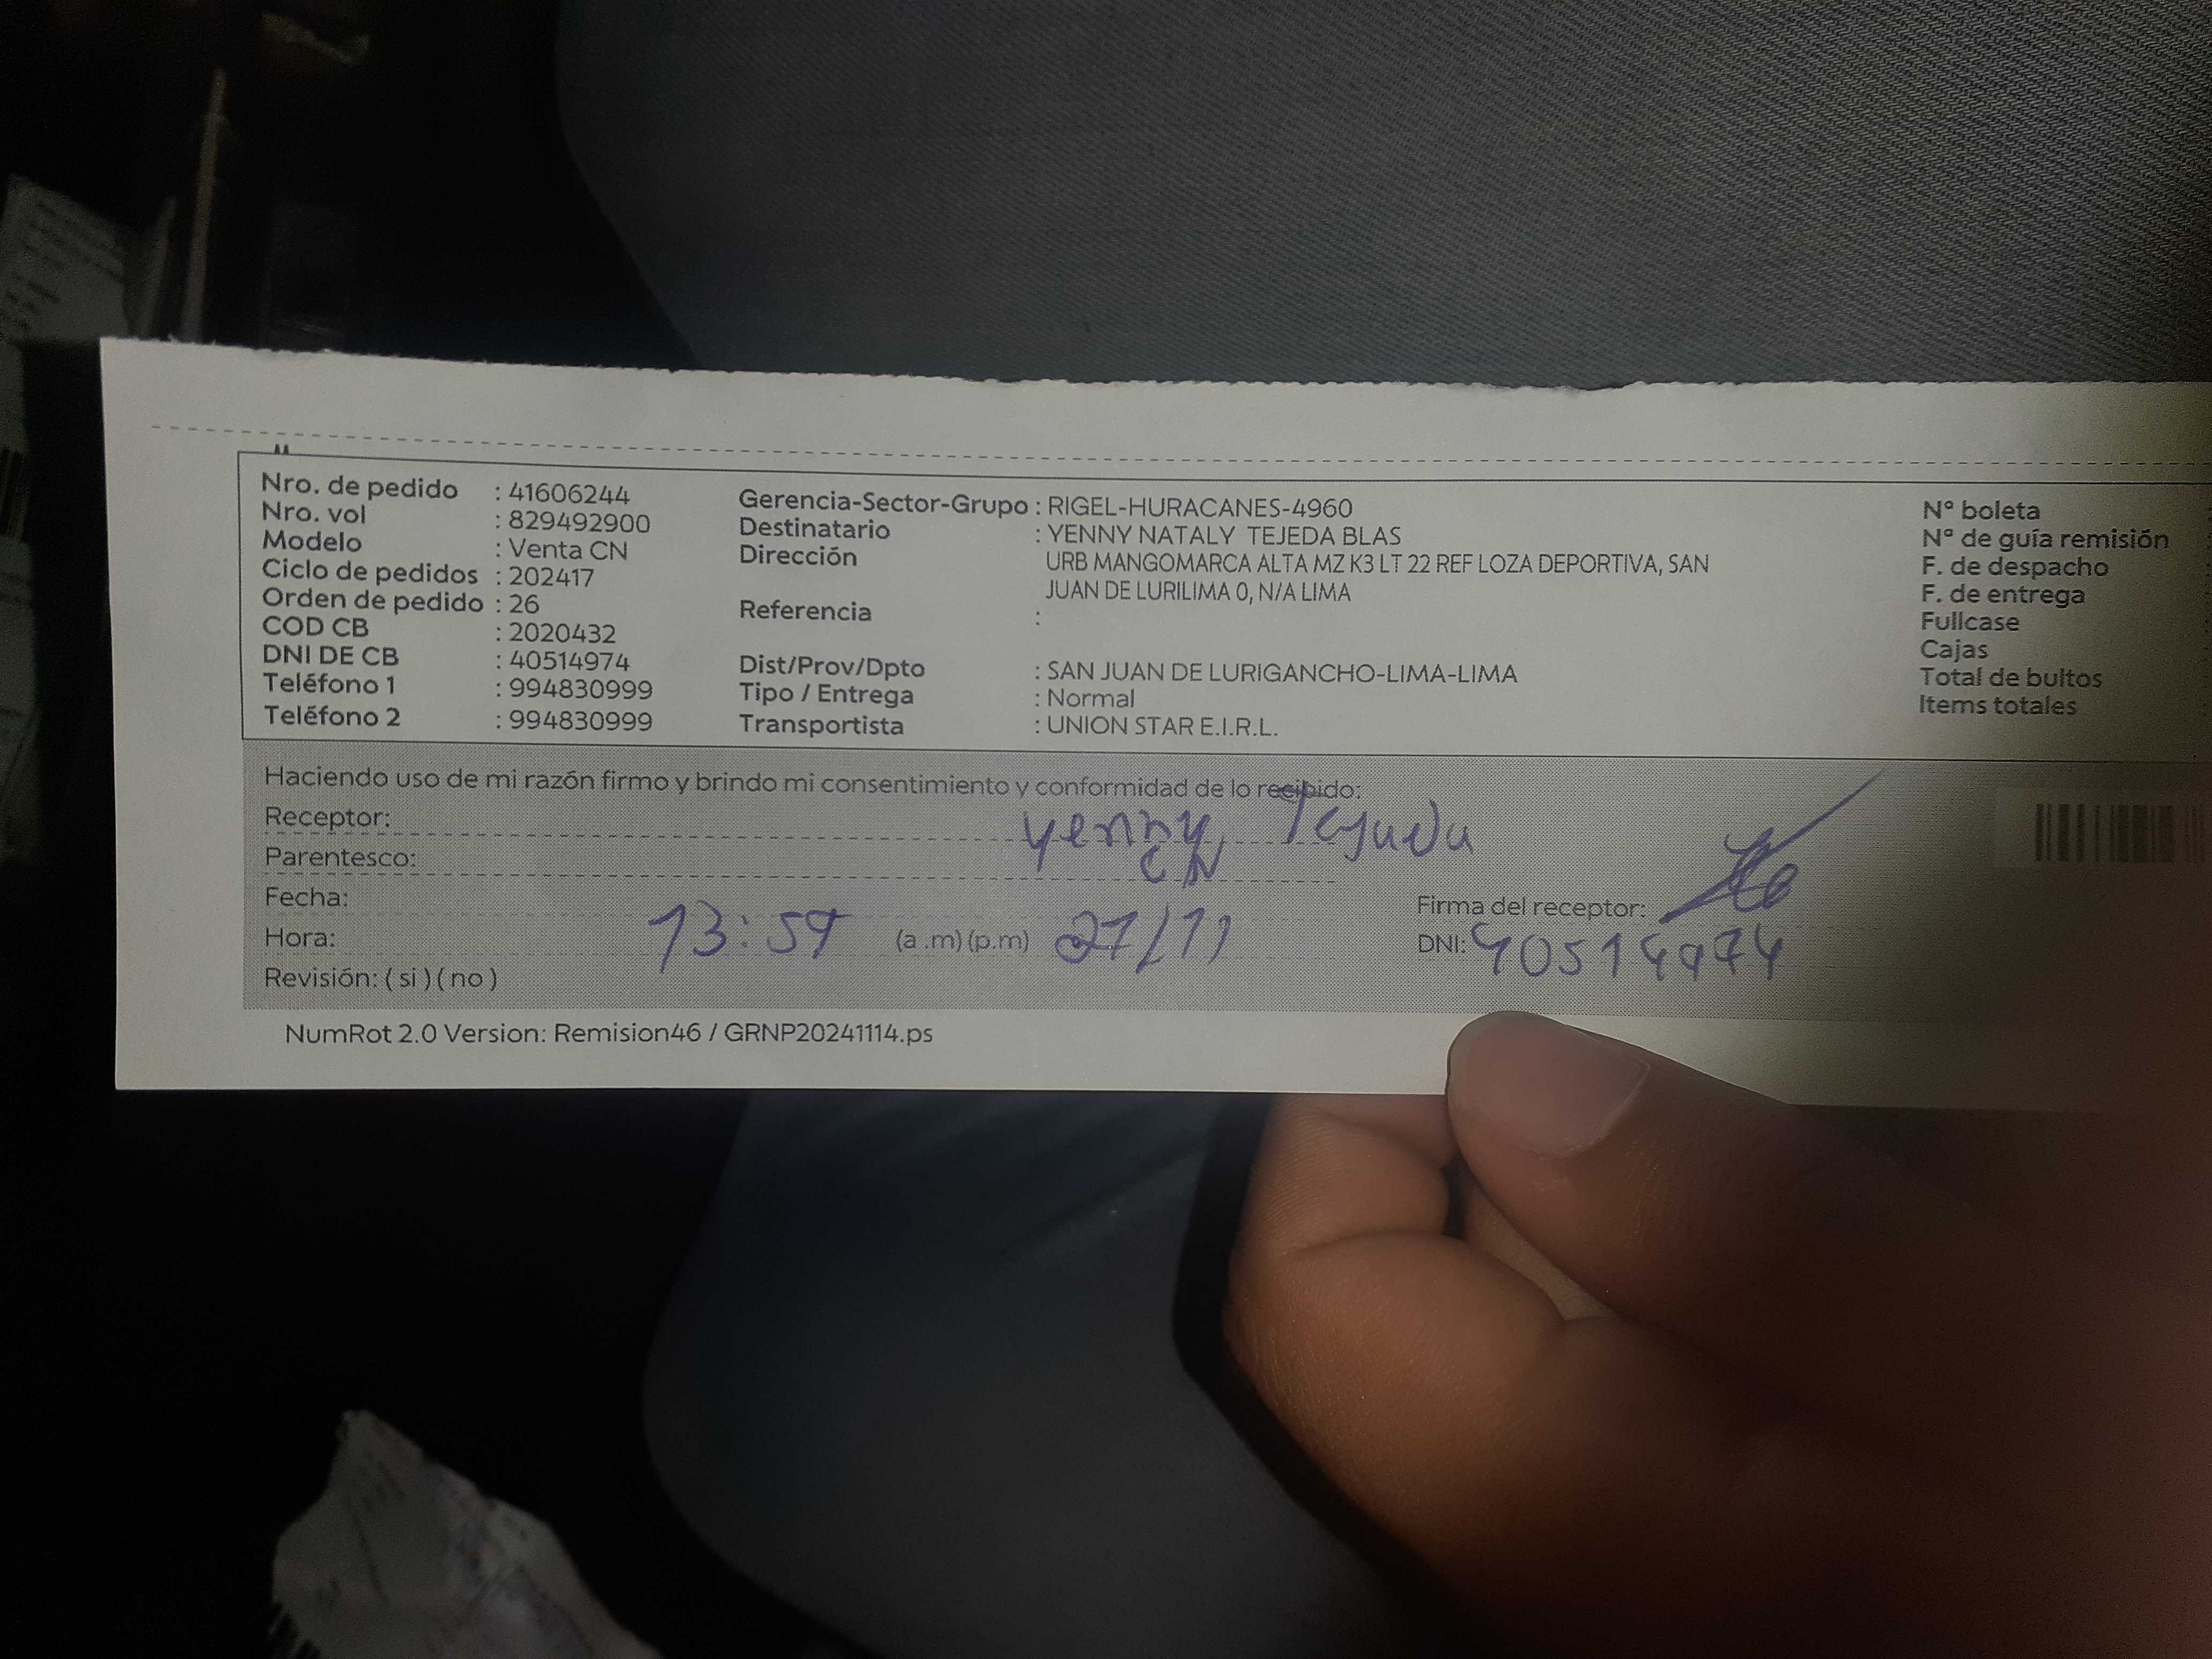 Nro. de pedido : 41606244
Nro. vol : 829492900
Modelo : Venta CN
Ciclo de pedidos : 202417
Orden de pedido : 26
COD CB : 2020432
DNI DE CB : 40514974
Teléfono 1 : 994830999
Teléfono 2 : 994830999
Gerencia-Sector-Grupo : RIGEL-HURACANES-4960
Destinatario : YENNY NATALY TEJEDA BLAS
Dirección URB MANGOMARCA ALTA MZ K3 LT 22 REF LOZA DEPORTIVA, SAN
JUAN DE LURILIMA 0, N/A LIMA
Referencia :
Dist/Prov/Dpto : SAN JUAN DE LURIGANCHO-LIMA-LIMA
Tipo / Entrega : Normal
Transportista : UNION STAR E.I.R.L.
N° boleta
N° de guía remisión
F. de despacho
F. de entrega
Fullcase
Cajas
Total de bultos
Items totales
Haciendo uso de mi razón firmo y brindo mi consentimiento y conformidad de lo recibido:
Receptor: Yenny Tejeda
Parentesco: CN
Fecha:
Hora: 13:59 (a .m) (p.m) 27/11
Revisión: ( si ) ( no )
Firma del receptor:
DNI: 40514974
NumRot 2.0 Version: Remision46 / GRNP20241114.ps